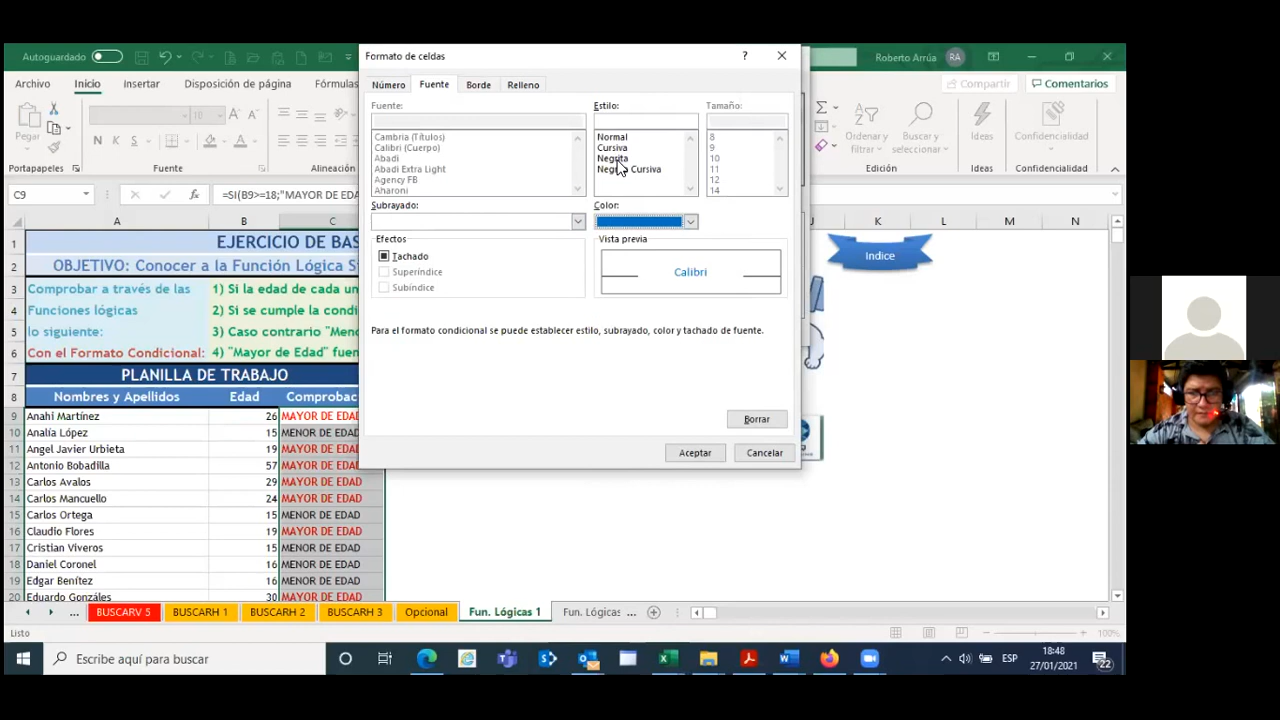 Autoguardado
Formato de celdas
?
Roberto Arrúa RA
Archivo Inicio Insertar Disposición de página Fórmulas
Compartir Comentarios
Número Fuente Borde Relleno
Fuente: Estilo: Tamaño:
Cambria (Títulos)
Calibri (Cuerpo)
Abadi
Abadi Extra Light
Agency FB
Aharoni
Normal
Cursiva
Negrita
Negrita Cursiva
8
9
10
11
12
14
Subrayado: Color:
Efectos
Tachado
Superíndice
Subíndice
Vista previa
Calibri
Para el formato condicional se puede establecer estilo, subrayado, color y tachado de fuente.
Borrar
Aceptar Cancelar
Pegar
N
Portapapeles
Ideas
Confidencialidad
seleccionar
Ideas
Confidencialidad
C9 fx =SI(B9>=18;"MAYOR DE EDA
A B C J K L M N
1 EJERCICIO DE BAS
2 OBJETIVO: Conocer a la Función Lógica S
3 Comprobar a través de las 1) Si la edad de cada un
4 Funciones lógicas 2) Si se cumple la condi
5 lo siguiente: 3) Caso contrario "Meno
6 Con el Formato Condicional: 4) "Mayor de Edad" fuen
7 PLANILLA DE TRABAJO
8 Nombres y Apellidos Edad Comprobac
9 Anahi Martínez 26 MAYOR DE EDAD
10 Analía López 15 MENOR DE EDAD
11 Angel Javier Urbieta 19 MAYOR DE EDAD
12 Antonio Bobadilla 57 MAYOR DE EDAD
13 Carlos Avalos 29 MAYOR DE EDAD
14 Carlos Mancuello 24 MAYOR DE EDAD
15 Carlos Ortega 15 MENOR DE EDAD
16 Claudio Flores 19 MAYOR DE EDAD
17 Cristian Viveros 15 MENOR DE EDAD
18 Daniel Coronel 16 MENOR DE EDAD
19 Edgar Benítez 16 MENOR DE EDAD
20 Eduardo Gonzáles 30 MAYOR DE EDAD
Indice
... BUSCARV 5 BUSCARH 1 BUSCARH 2 BUSCARH 3 Opcional Fun. Lógicas 1 Fun. Lógicas ...
Listo 100%
Escribe aquí para buscar
ESP
18:48
27/01/2021
22